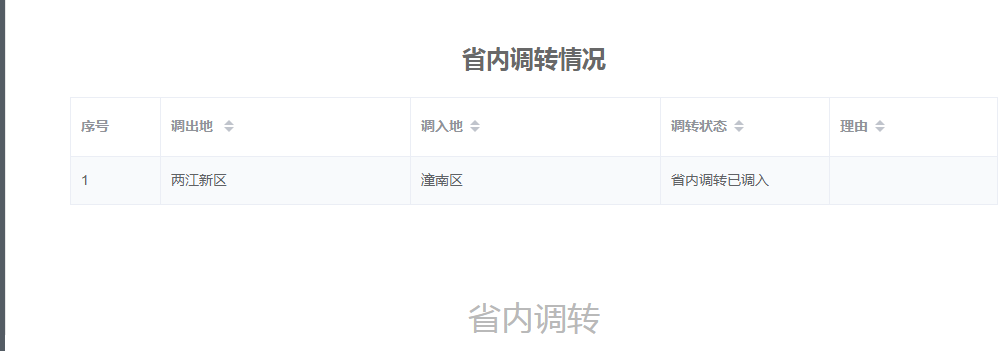 省内调转情况
序号 调出地 调入地 调转状态 理由
1 两江新区 潼南区 省内调转已调入
省内调转